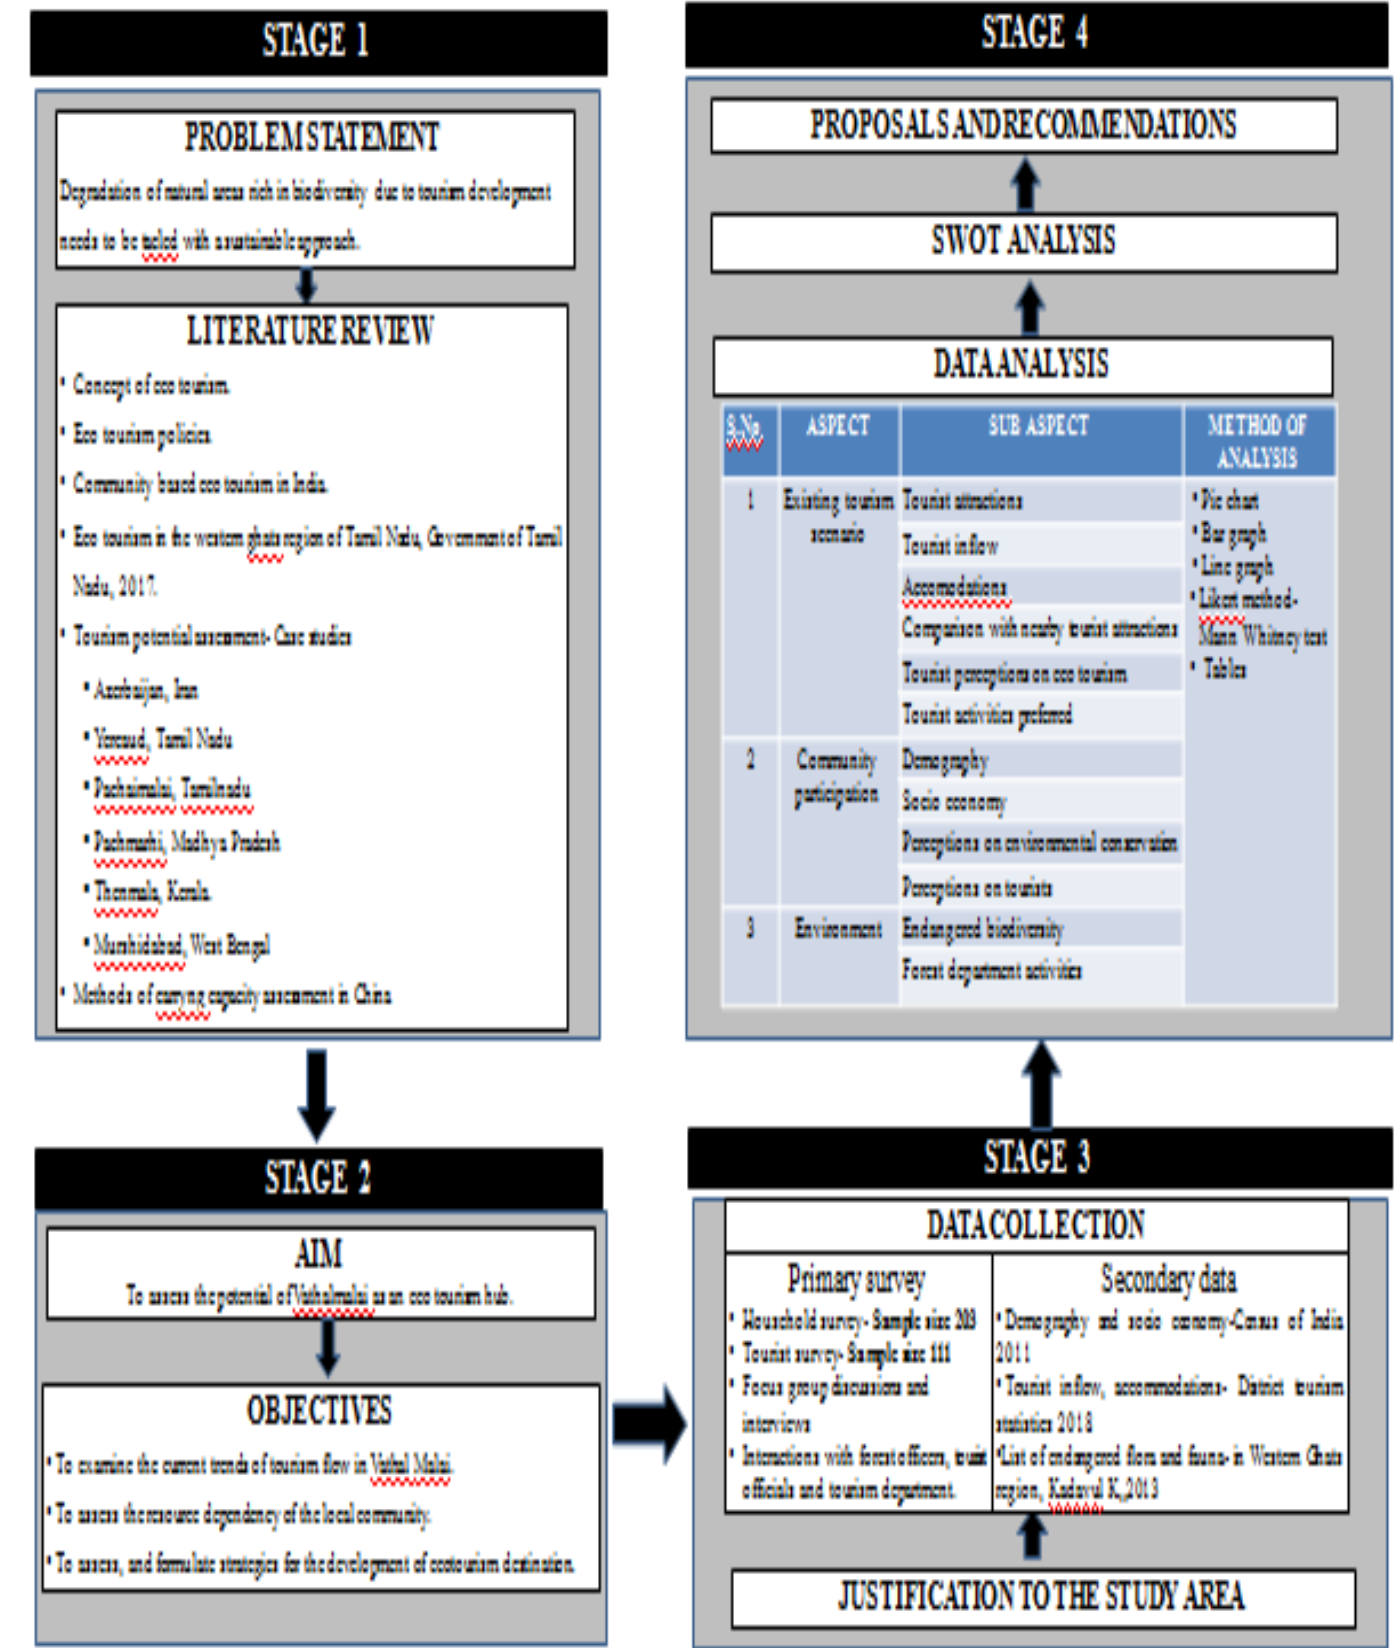 STAGE 1
PROBLEM STATEMENT
Degradation of natural areas rich in biodiversity due to tourism development
needs to be tacled with a sustainable approach.
LITERATURE REVIEW
• Concept of eco tourism.
• Eco tourism policies
• Community based eco tourism in India.
• Eco tourism in the western ghats region of Tamil Nadu, Government of Tamil
Nadu, 2017.
• Tourism potential assessment- Case studies
• Azerbaijan, Iran
• Yercaud, Tamil Nadu
• Pachaimalai, Tamilnadu
• Pachmarhi, Madhya Pradesh
• Thenmala, Kerala.
• Murshidabad, West Bengal
• Methods of carryng capacity assessment in China
STAGE 2
AIM
To assess the potential of Vathalmalai as an eco tourism hub.
OBJECTIVES
• To examine the current trends of tourism flow in Vathal Malai.
• To assess the resource dependency of the local community.
• To assess, and formulate strategies for the development of ecotourism destination.
STAGE 3
DATA COLLECTION
Primary survey
• Household survey- Sample size 203
• Tourist survey- Sample size 111
• Focus group discussions and
interviews
• Interactions with forest officers, tourist
officials and tourism department.
Secondary data
• Demography and socio economy-Census of India
2011
• Tourist inflow, accommodations- District tourism
statistics 2018
• List of endangered flora and fauna- in Western Ghats
region, Kadavul K,,2013
JUSTIFICATION TO THE STUDY AREA
STAGE 4
PROPOSALS AND RECOMMENDATIONS
SWOT ANALYSIS
DATA ANALYSIS
S.No. ASPECT SUB ASPECT METHOD OF
ANALYSIS
1 Existing tourism
scenario
Tourist attractions
Tourist inflow
Accomodations
Comparison with nearby tourist attractions
Tourist perceptions on eco tourism
Tourist activities preferred
• Pie chart
• Bar graph
• Line graph
• Likert method-
Mann Whitney test
• Tables
2 Community
participation
Demography
Socio economy
Perceptions on environmental conservation
Perceptions on tourists
3 Environment
Endangered biodiversity
Forest department activities